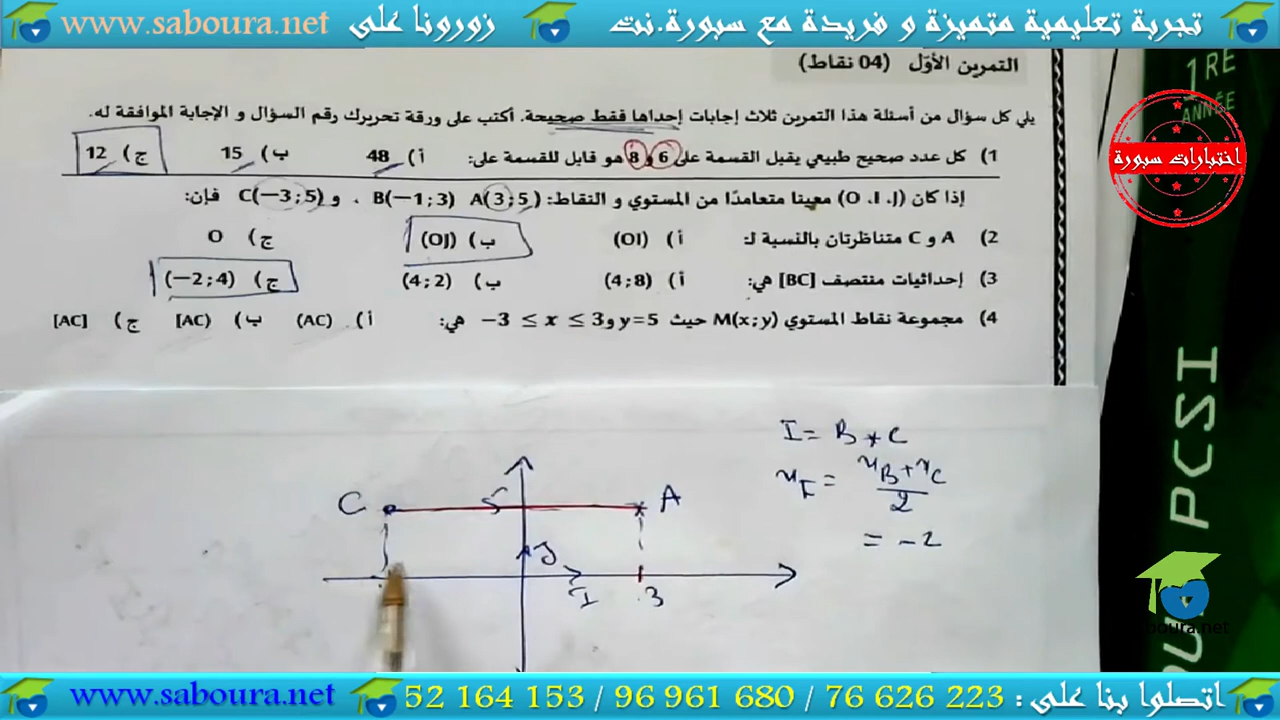 تجربة تعليمية متميزة و فريدة مع سبورة.نت زورونا على www.saboura.net
التمرين الأوّل (04 نقاط)
يلي كل سؤال من أسئلة هذا التمرين ثلاث إجابات إحداها فقط صحيحة. أكتب على ورقة تحريرك رقم السؤال و الإجابة الموافقة له.
1) كل عدد صحيح طبيعي يقبل القسمة على 6 و 8 هو قابل للقسمة على: أ) 48 ب) 15 ج) 12
إذا كان (O ، I ، J) معينا متعامدًا من المستوي و النقاط: A(3;5) ، B(−1;3) و C(−3;5) فإن:
2) A و C متناظرتان بالنسبة لـ: أ) (OI) ب) (OJ) ج) O
3) إحداثيات منتصف [BC] هي: أ) (4;8) ب) (4;2) ج) (−2;4)
4) مجموعة نقاط المستوي M(x;y) حيث y=5 و −3 ≤ x ≤ 3 هي: أ) (AC) ب) [AC) ج) [AC]
1RE
ANNÉE
اختبارات سبورة
PCSI
I = B * C
x_I = x_B + x_C / 2
= −2
C 5 A
J
I 3
saboura.net
اتصلوا بنا على : 52 164 153 / 96 961 680 / 76 626 223 www.saboura.net